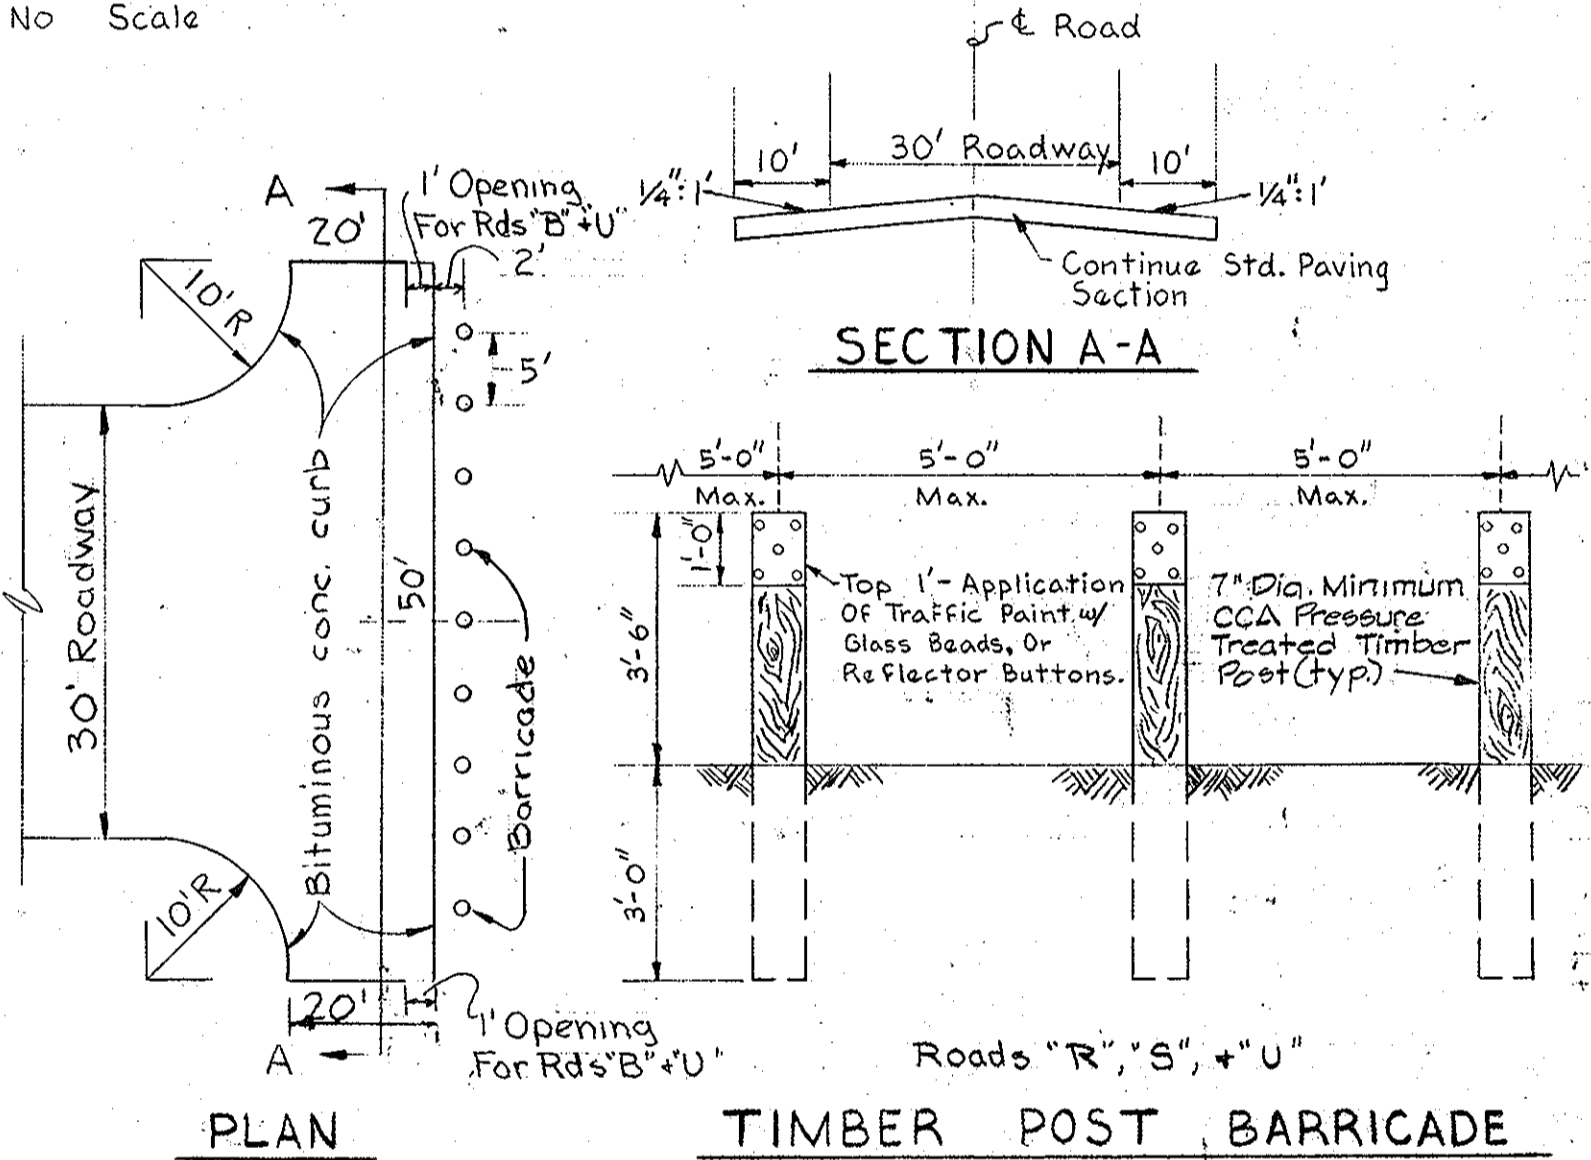 No Scale
℄ Road
10'
30' Roadway
10'
1/4":1'
1/4":1'
Continue Std. Paving
Section
SECTION A-A
A
20'
1' Opening
For Rds "B"+"U"
2'
10' R
5'
30' Roadway
Bituminous conc. curb
50'
Barricade
10' R
20'
A
1' Opening
For Rds "B"+"U"
PLAN
5'-0"
Max.
5'-0"
Max.
5'-0"
Max.
1'-0"
3'-6"
3'-0"
Top 1'- Application
Of Traffic Paint w/
Glass Beads, Or
Reflector Buttons.
7" Dia. Minimum
CCA Pressure
Treated Timber
Post (typ.)
Roads "R", "S", + "U"
TIMBER POST BARRICADE